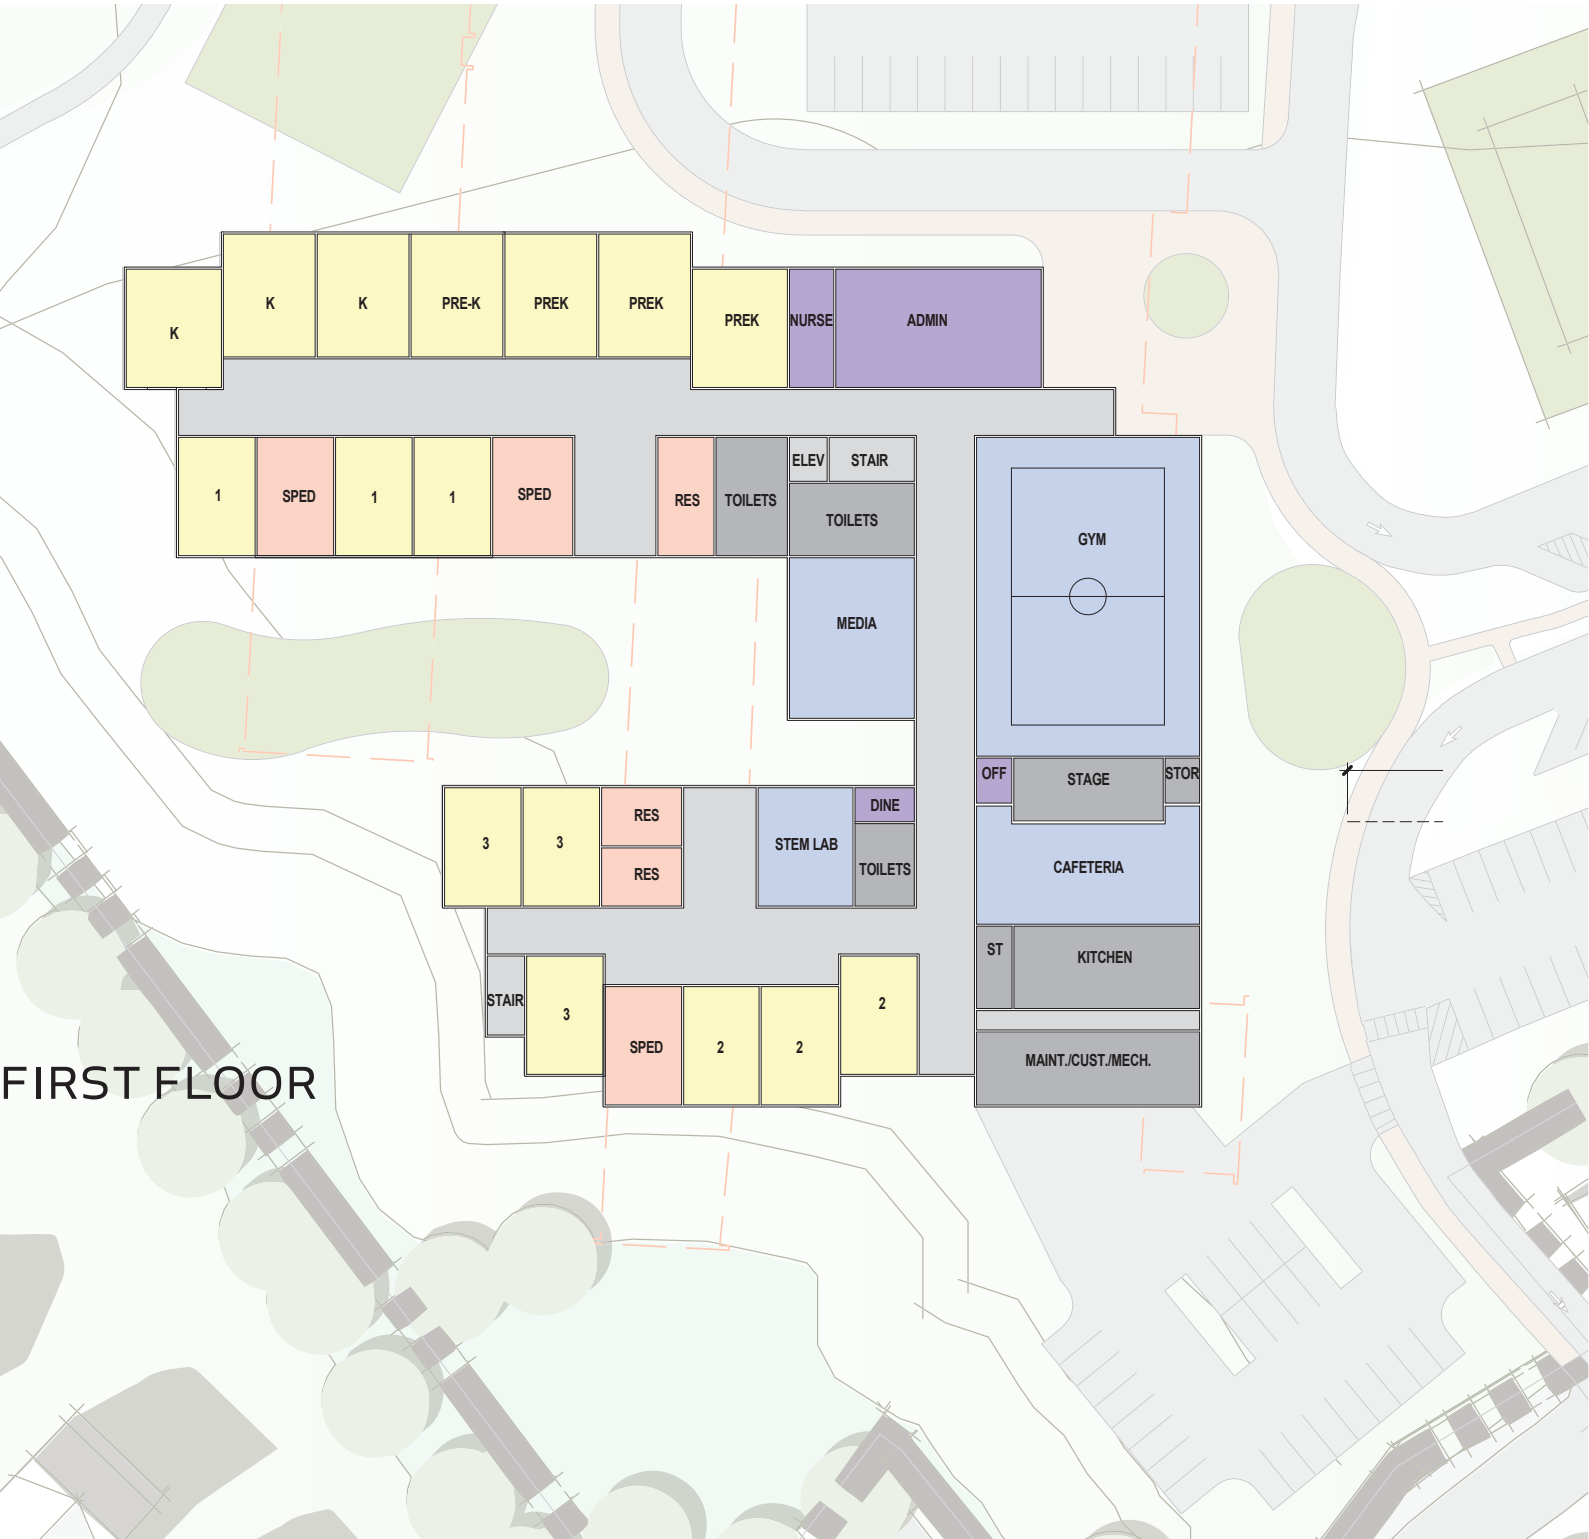 K
K
K
PRE-K
PREK
PREK
PREK
NURSE
ADMIN
1
SPED
1
1
SPED
RES
TOILETS
ELEV
STAIR
TOILETS
GYM
MEDIA
OFF
STAGE
STOR
3
3
RES
RES
STEM LAB
DINE
TOILETS
CAFETERIA
ST
KITCHEN
STAIR
3
SPED
2
2
2
MAINT./CUST./MECH.
FIRST FLOOR